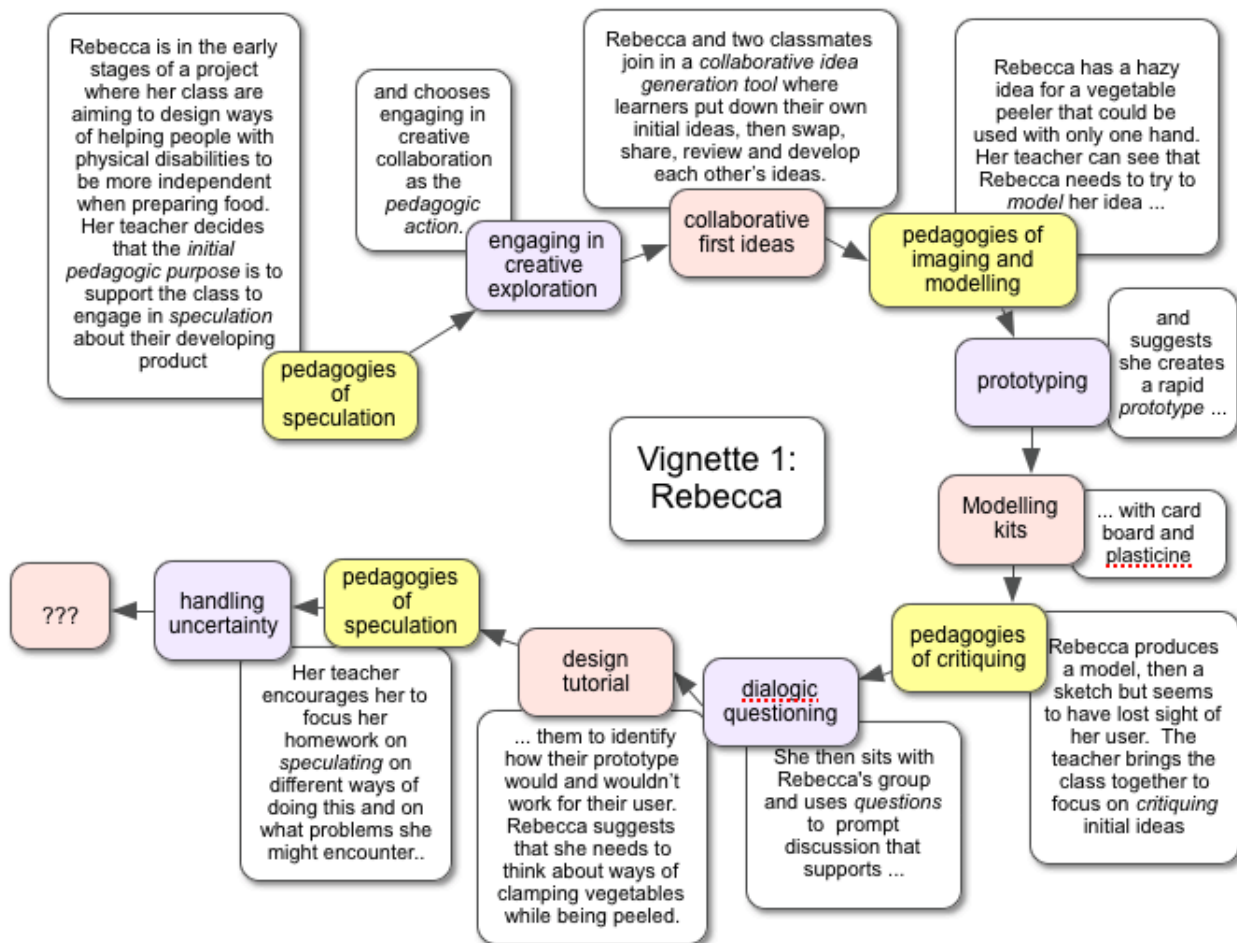 Rebecca is in the early
stages of a project
where her class are
aiming to design ways
of helping people with
physical disabilities to
be more independent
when preparing food.
Her teacher decides
that the initial
pedagogic purpose is to
support the class to
engage in speculation
about their developing
product
pedagogies
of
speculation
and chooses
engaging in
creative
collaboration
as the
pedagogic
action.
engaging in
creative
exploration
Rebecca and two classmates
join in a collaborative idea
generation tool where
learners put down their own
initial ideas, then swap,
share, review and develop
each other's ideas.
collaborative
first ideas
Rebecca has a hazy
idea for a vegetable
peeler that could be
used with only one hand.
Her teacher can see that
Rebecca needs to try to
model her idea ...
pedagogies of
imaging and
modelling
and
suggests
she creates
a rapid
prototype ...
prototyping
Vignette 1:
Rebecca
Modelling
kits
... with card
board and
plasticine
pedagogies
of critiquing
Rebecca produces
a model, then a
sketch but seems
to have lost sight of
her user. The
teacher brings the
class together to
focus on critiquing
initial ideas
dialogic
questioning
She then sits with
Rebecca's group
and uses questions
to prompt
discussion that
supports ...
design
tutorial
... them to identify
how their prototype
would and wouldn't
work for their user.
Rebecca suggests
that she needs to
think about ways of
clamping vegetables
while being peeled.
pedagogies
of
speculation
handling
uncertainty
Her teacher
encourages her to
focus her
homework on
speculating on
different ways of
doing this and on
what problems she
might encounter..
???